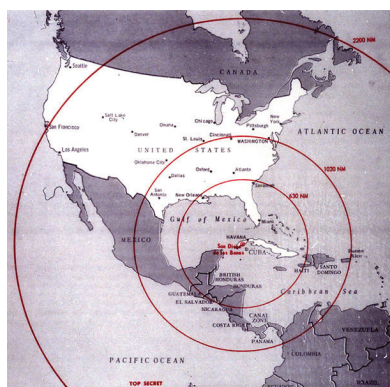 2200 NM
CANADA
Seattle
Salt Lake
City
Omaha
Chicago
Pittsburgh
New
York
San Francisco
Denver
St. Louis
Cincinnati
WASHINGTON
ATLANTIC OCEAN
UNITED STATES
Los Angeles
Oklahoma City
Oxford
Atlanta
1020 NM
Dallas
Savannah
San
Antonio
New Orleans
630 NM
Gulf of Mexico
Miami
HAVANA
San Diego
de los Banos
CUBA
MEXICO
Puerto
Rico
HAITI
SANTO
DOMINGO
BRITISH
HONDURAS
HONDURAS
Caribbean Sea
GUATEMALA
EL SALVADOR
NICARAGUA
CANAL
ZONE
COSTA RICA
PANAMA
VENEZUELA
COLOMBIA
PACIFIC OCEAN
ECUADOR
TOP SECRET